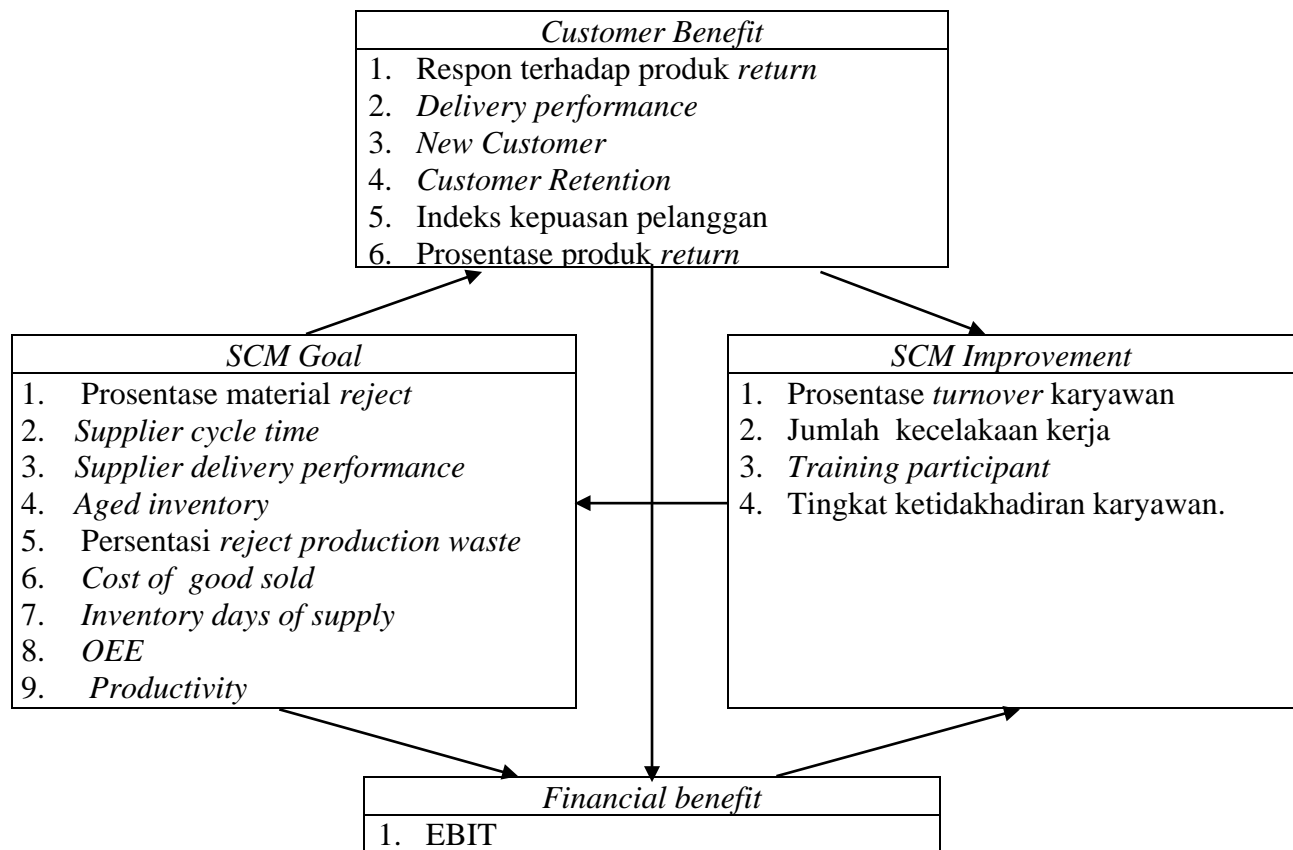 Customer Benefit
1. Respon terhadap produk return
2. Delivery performance
3. New Customer
4. Customer Retention
5. Indeks kepuasan pelanggan
6. Prosentase produk return
SCM Goal
1. Prosentase material reject
2. Supplier cycle time
3. Supplier delivery performance
4. Aged inventory
5. Persentasi reject production waste
6. Cost of good sold
7. Inventory days of supply
8. OEE
9. Productivity
SCM Improvement
1. Prosentase turnover karyawan
2. Jumlah kecelakaan kerja
3. Training participant
4. Tingkat ketidakhadiran karyawan.
Financial benefit
1. EBIT